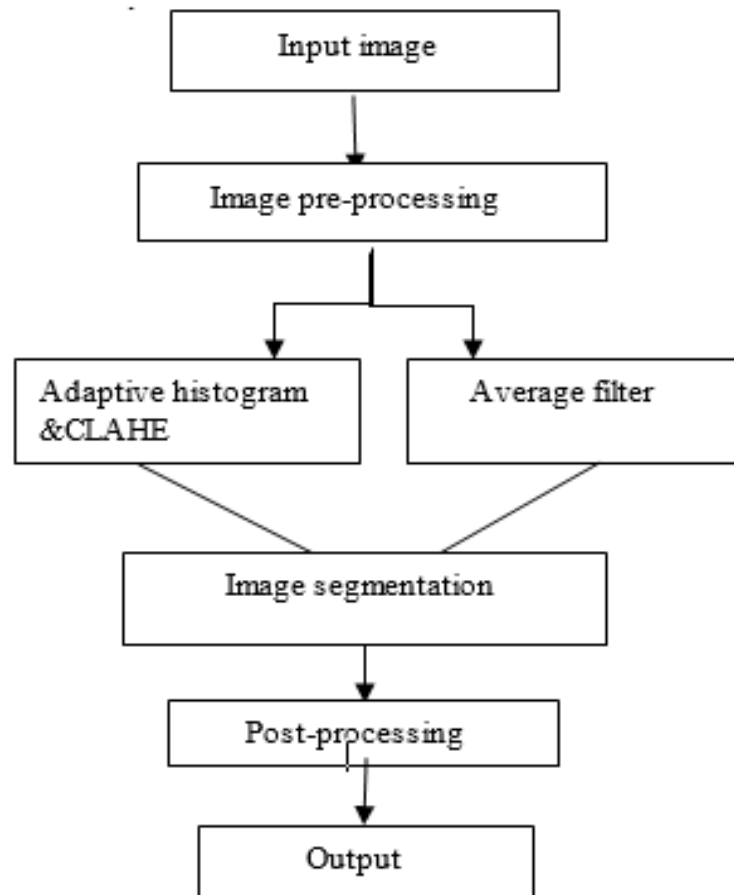 Input image
Image pre-processing
Adaptive histogram
&CLAHE
Average filter
Image segmentation
Post-processing
Output